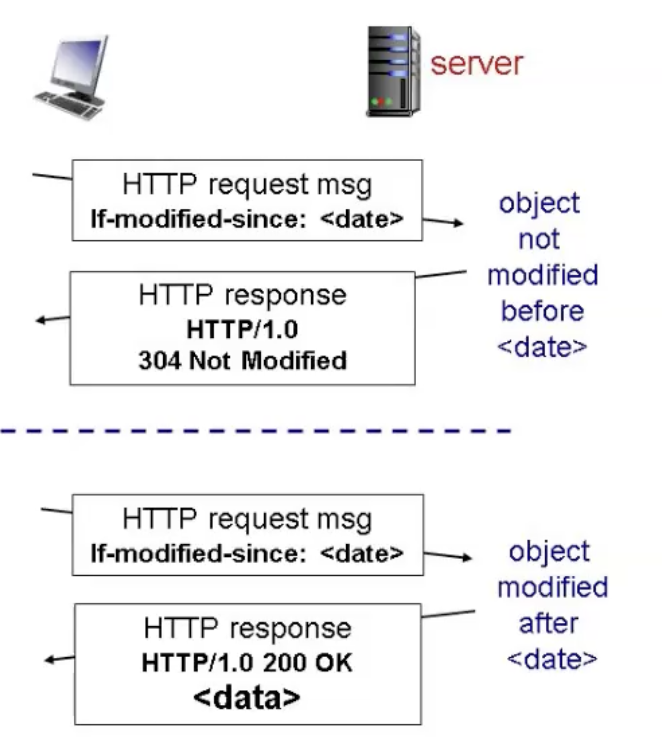 server
HTTP request msg
If-modified-since: <date>
object
not
modified
before
<date>
HTTP response
HTTP/1.0
304 Not Modified
HTTP request msg
If-modified-since: <date>
object
modified
after
<date>
HTTP response
HTTP/1.0 200 OK
<data>